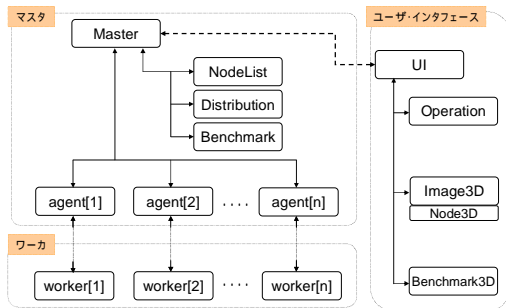 マスタ
Master
NodeList
Distribution
Benchmark
agent[1]
agent[2]
....
agent[n]
ワーカ
worker[1]
worker[2]
....
worker[n]
ユーザ・インタフェース
UI
Operation
Image3D
Node3D
Benchmark3D